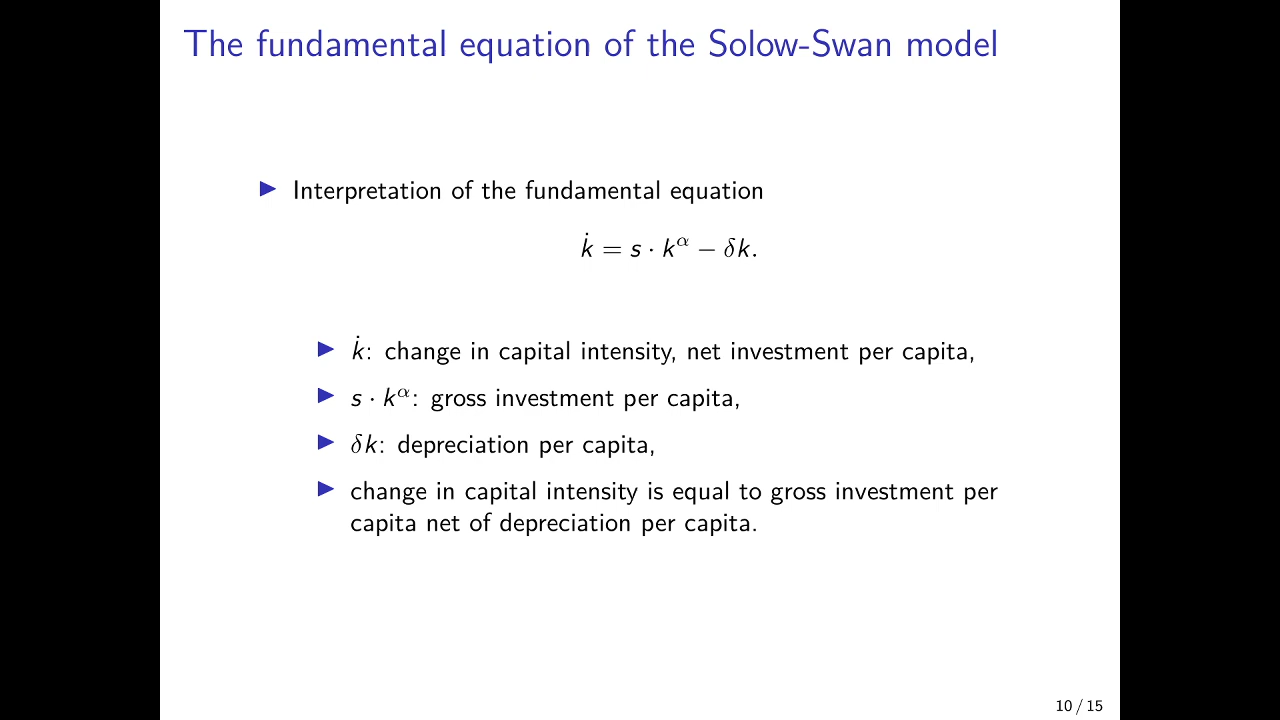 The fundamental equation of the Solow-Swan model
▶ Interpretation of the fundamental equation
k̇ = s · k^α − δk.
▶ k̇: change in capital intensity, net investment per capita,
▶ s · k^α: gross investment per capita,
▶ δk: depreciation per capita,
▶ change in capital intensity is equal to gross investment per
capita net of depreciation per capita.
10 / 15